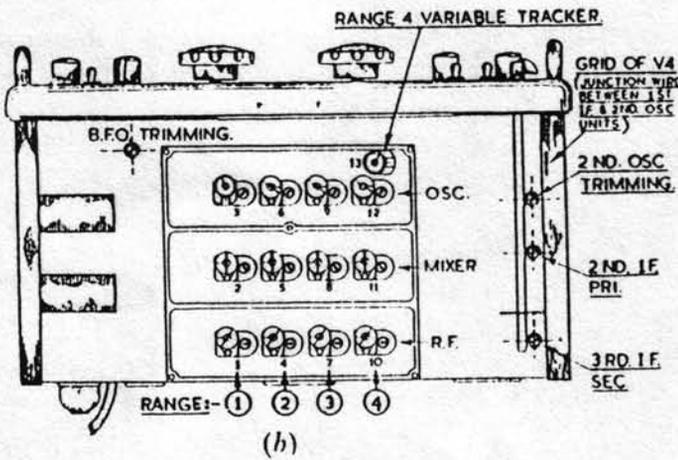 RANGE 4 VARIABLE TRACKER.
GRID OF V4
(JUNCTION WIRE
BETWEEN 1ST
I.F. & 2ND. OSC
UNITS)
B.F.O. TRIMMING.
13
2 ND. OSC
TRIMMING.
3 6 9 12
OSC.
2 5 8 11
MIXER
2 ND. I.F.
PRI.
1 4 7 10
R.F.
3 RD. I.F.
SEC
RANGE:- 1 2 3 4
(b)